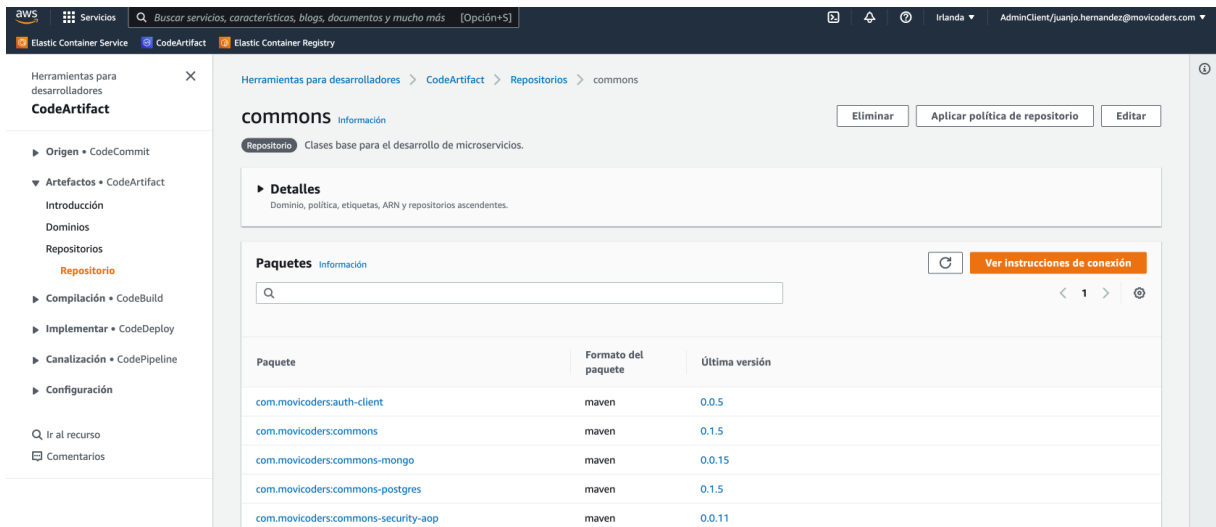 aws Servicios Buscar servicios, características, blogs, documentos y mucho más [Opción+S] Irlanda ▼ AdminClient/juanjo.hernandez@movicoders.com ▼
Elastic Container Service CodeArtifact Elastic Container Registry
Herramientas para
desarrolladores
CodeArtifact
Origen • CodeCommit
Artefactos • CodeArtifact
Introducción
Dominios
Repositorios
Repositorio
Compilación • CodeBuild
Implementar • CodeDeploy
Canalización • CodePipeline
Configuración
Ir al recurso
Comentarios
Herramientas para desarrolladores > CodeArtifact > Repositorios > commons
commons Información
Eliminar Aplicar política de repositorio Editar
Repositorio Clases base para el desarrollo de microservicios.
Detalles
Dominio, política, etiquetas, ARN y repositorios ascendentes.
Paquetes Información
Ver instrucciones de conexión
< 1 >
Paquete Formato del paquete Última versión
com.movicoders:auth-client maven 0.0.5
com.movicoders:commons maven 0.1.5
com.movicoders:commons-mongo maven 0.0.15
com.movicoders:commons-postgres maven 0.1.5
com.movicoders:commons-security-aop maven 0.0.11